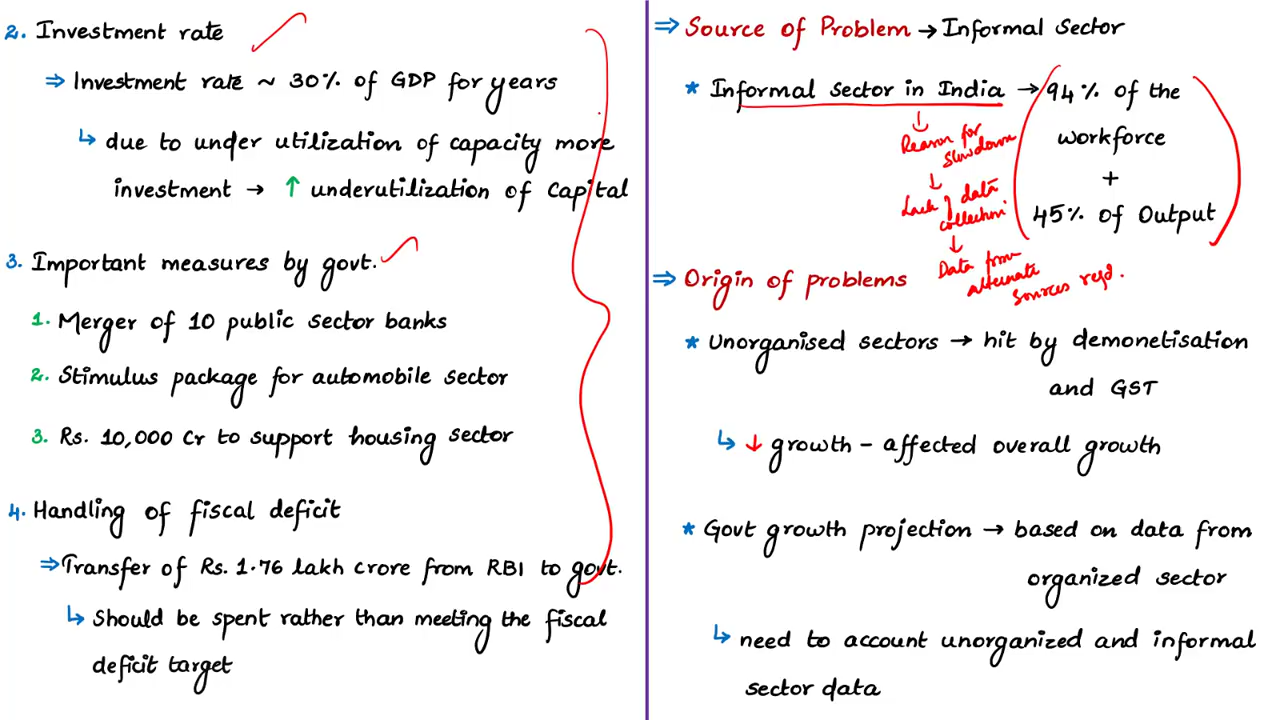 2. Investment rate
⇒ Investment rate ~ 30% of GDP for years
↳ due to under utilization of capacity more
investment → ↑ underutilization of Capital
3. Important measures by govt.
1. Merger of 10 public sector banks
2. Stimulus package for automobile sector
3. Rs. 10,000 Cr to support housing sector
4. Handling of fiscal deficit
⇒ Transfer of Rs. 1.76 lakh crore from RBI to govt.
↳ Should be spent rather than meeting the fiscal
deficit target
⇒ Source of Problem → Informal Sector
* Informal sector in India → 94% of the
workforce
+
45% of Output
↓
Reason for
slowdown
↓
Lack of data
collection
↓
Data from
alternate
sources reqd.
⇒ Origin of problems
* Unorganised sectors → hit by demonetisation
and GST
↳ ↓ growth - affected overall growth
* Govt growth projection → based on data from
organized sector
↳ need to account unorganized and informal
sector data